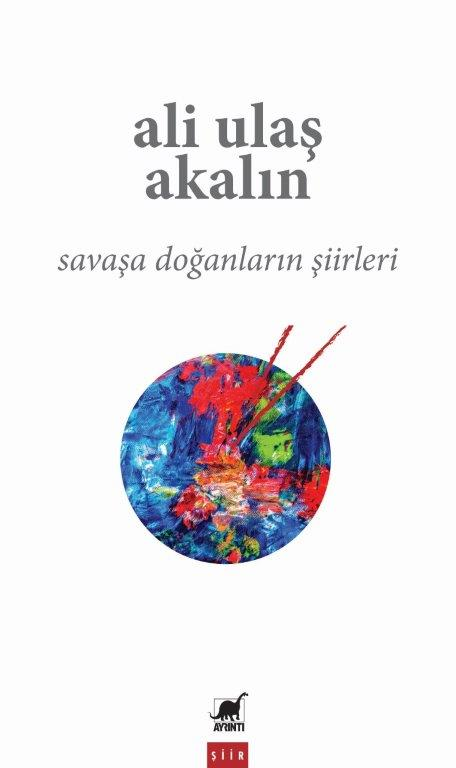 ali ulaş
akalın
savaşa doğanların şiirleri
AYRINTI
ŞİİR